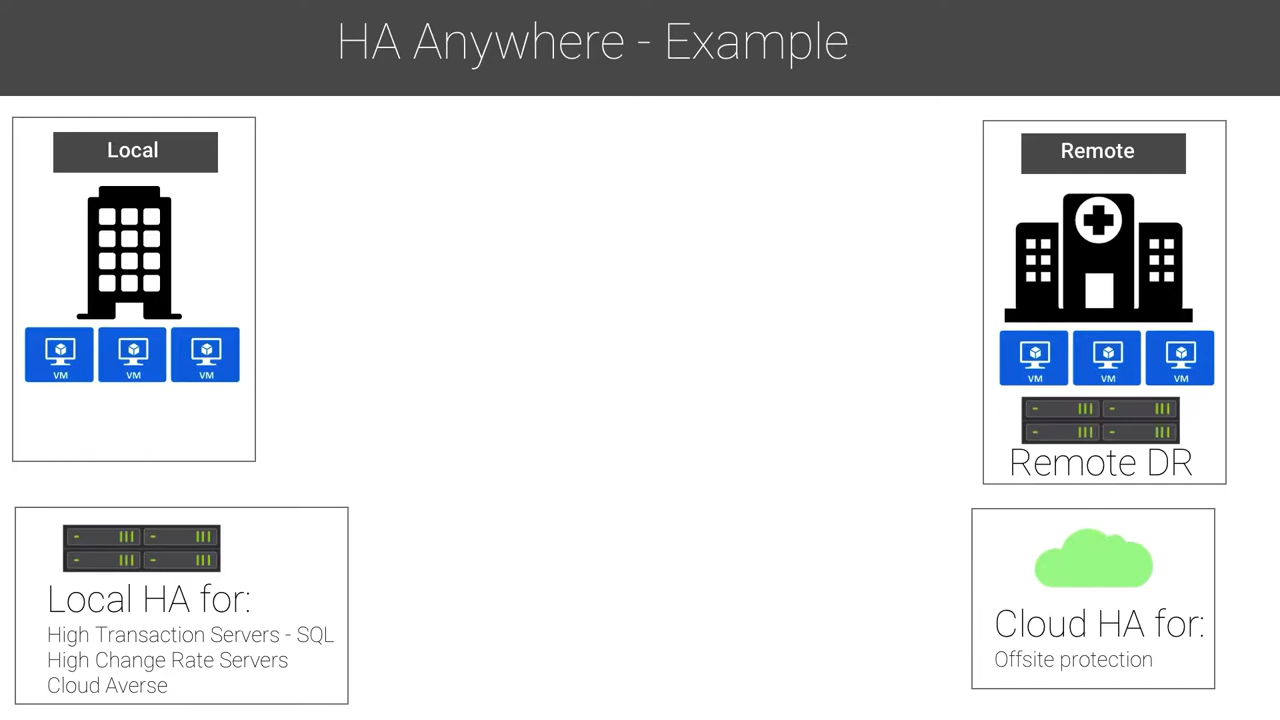 HA Anywhere - Example
Local
VM VM VM
Remote
VM VM VM
Remote DR
Local HA for:
High Transaction Servers - SQL
High Change Rate Servers
Cloud Averse
Cloud HA for:
Offsite protection